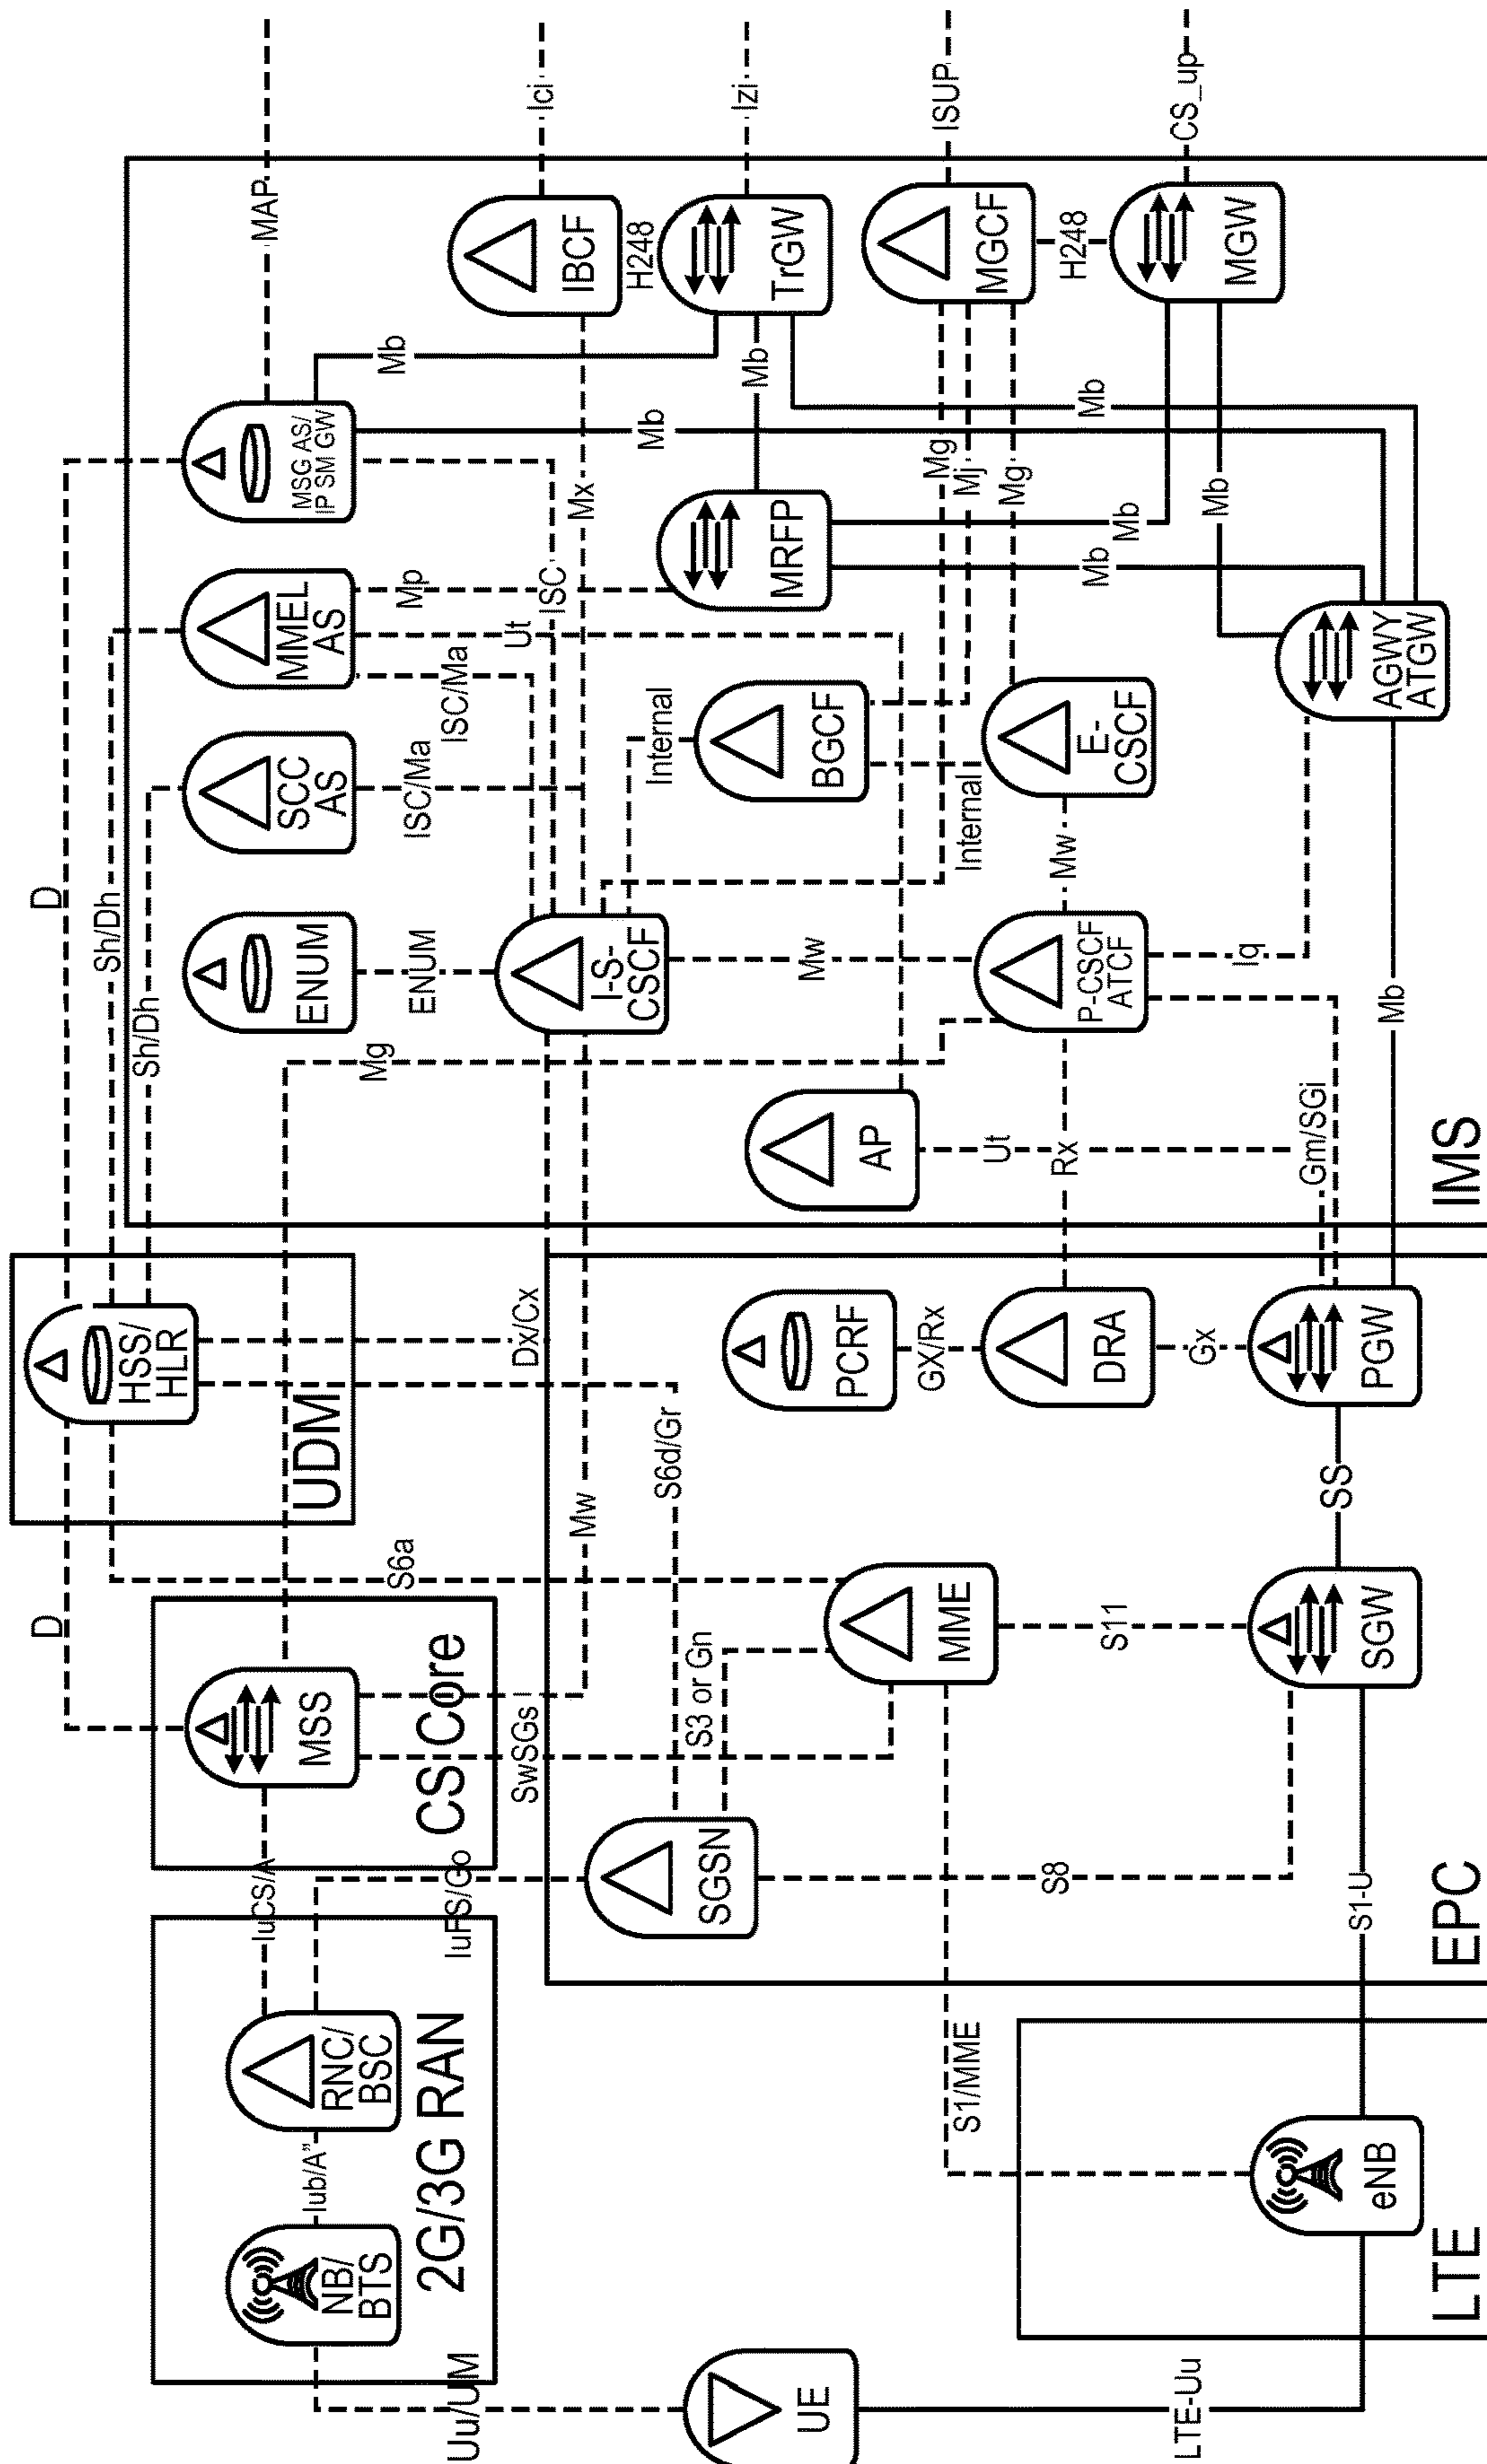 D
D
Sh/Dh
Sh/Dh
HSS/
HLR
UDM
MAP
ENUM
SCC
AS
MMEL
AS
MSG AS/
IP SM GW
NB/
BTS
Iub/A"
RNC/
BSC
2G/3G RAN
IuCS/A
IuFS/Go
MSS
CS Core
S6a
Mg
ENUM
ISC/Ma
ISC/Ma
Ut
Mp
Mb
Uu/UM
SwSGs
Dx/Cx
Mw
I-S-
CSCF
ISC
Mx
IBCF
Ici
H248
S6d/Gr
S3 or Gn
SGSN
Internal
Mb
UE
PCRF
GX/Rx
AP
BGCF
MRFP
Mb
TrGW
Izi
Mw
Internal
Mg
Mj
Mg
MGCF
ISUP
S1/MME
MME
S8
S11
DRA
Ut
Rx
P-CSCF
ATCF
Mw
E-
CSCF
Mb
Mb
Mb
H248
LTE-Uu
eNB
S1-U
SGW
SS
Gx
PGW
Gm/SGi
Iq
Mb
AGWY
ATGW
Mb
Mb
MGW
CS_up
LTE
EPC
IMS